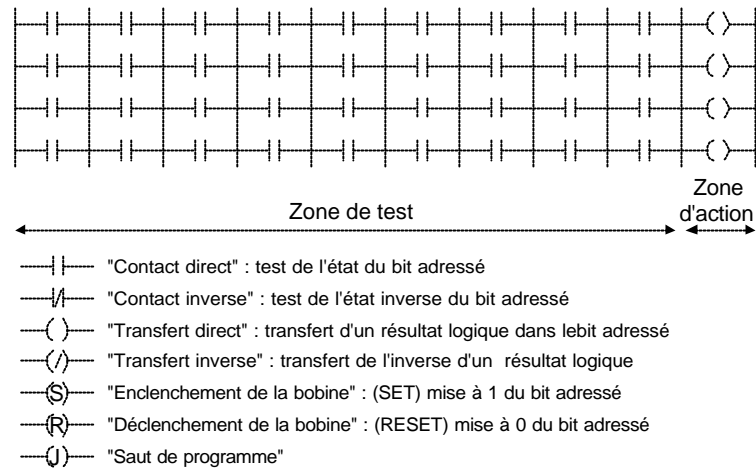 Zone de test
Zone
d'action
"Contact direct" : test de l'état du bit adressé
"Contact inverse" : test de l'état inverse du bit adressé
"Transfert direct" : transfert d'un résultat logique dans lebit adressé
"Transfert inverse" : transfert de l'inverse d'un résultat logique
S "Enclenchement de la bobine" : (SET) mise à 1 du bit adressé
R "Déclenchement de la bobine" : (RESET) mise à 0 du bit adressé
J "Saut de programme"